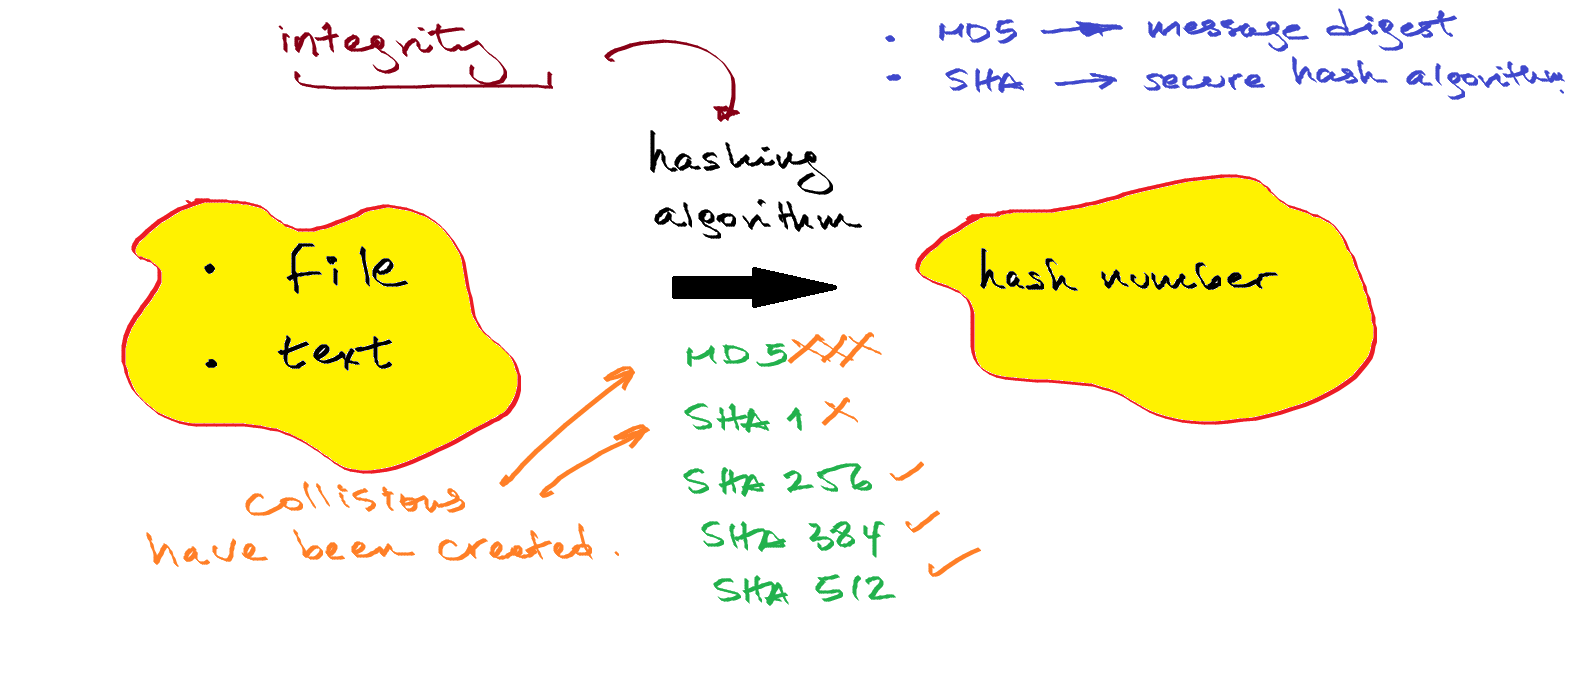 integrity
• MD5 → message digest
• SHA → secure hash algorithm.
hashing
algorithm
• file
• text
hash number
MD5 XXX
SHA 1 X
SHA 256 ✓
SHA 384 ✓
SHA 512 ✓
collisions
have been created.